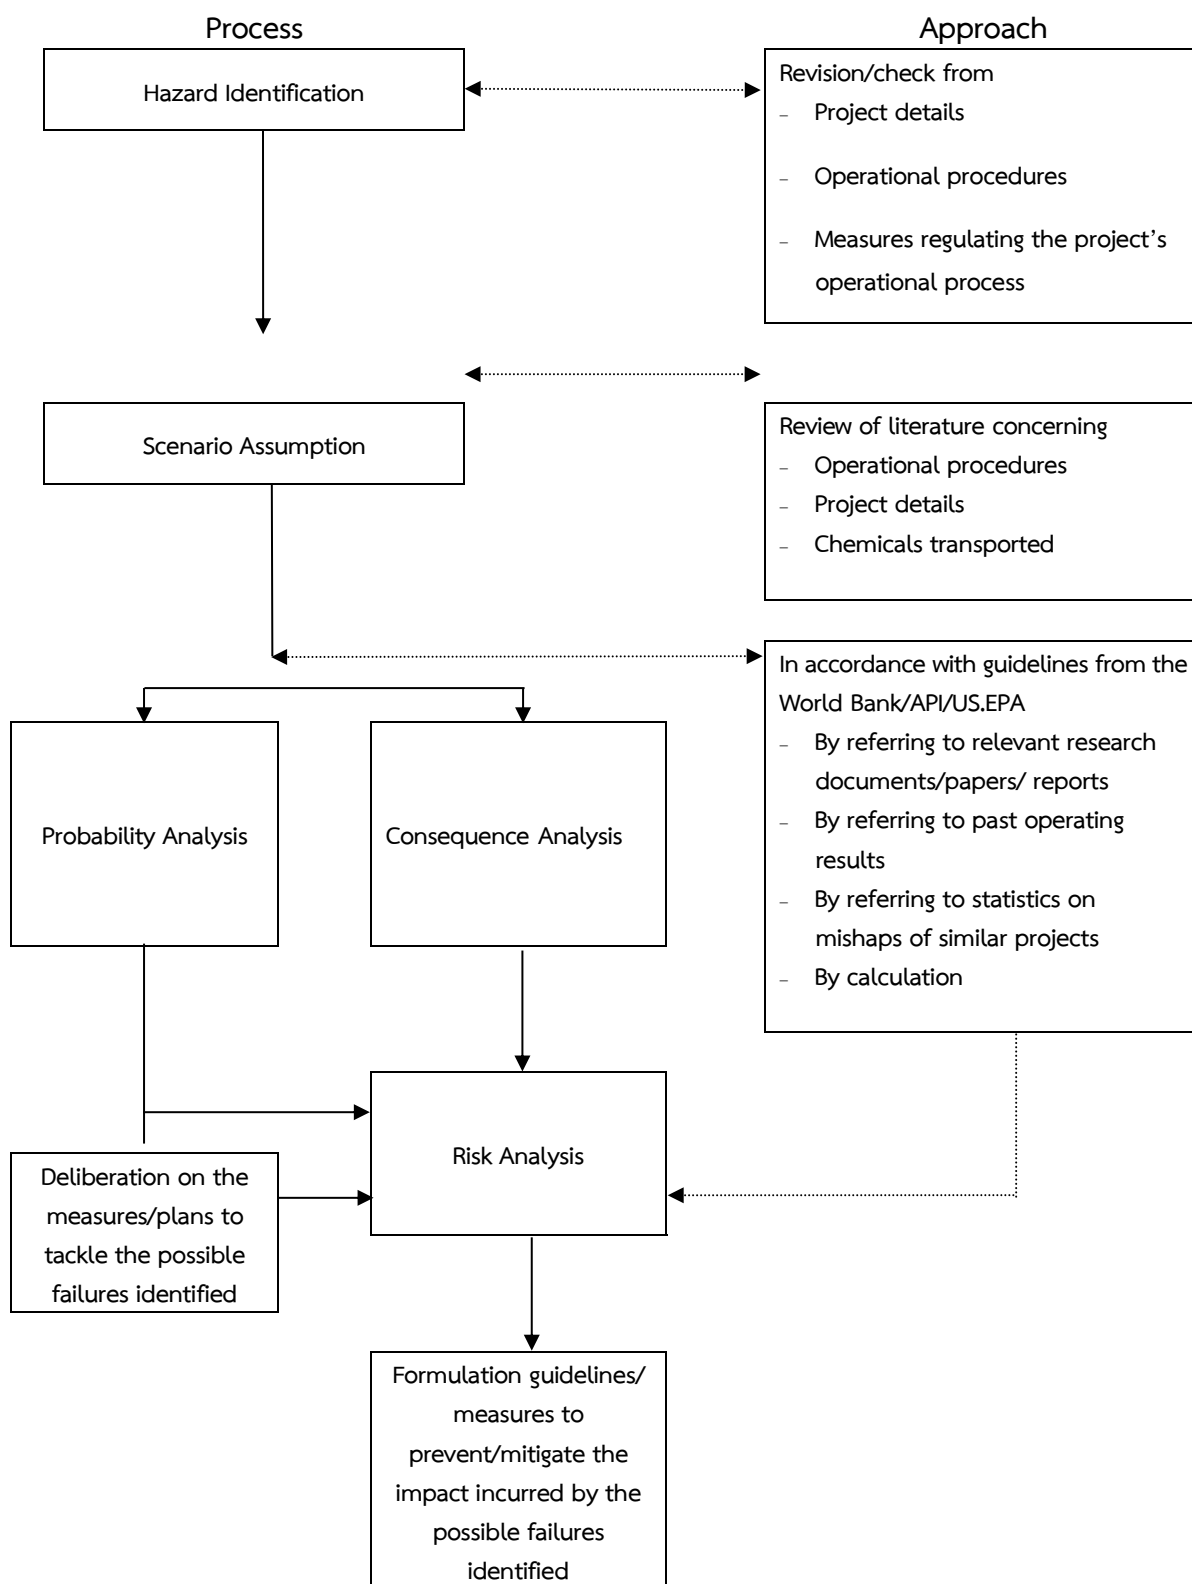 Process
Approach
Hazard Identification
Revision/check from
- Project details
- Operational procedures
- Measures regulating the project's
operational process
Scenario Assumption
Review of literature concerning
- Operational procedures
- Project details
- Chemicals transported
In accordance with guidelines from the
World Bank/API/US.EPA
- By referring to relevant research
documents/papers/ reports
- By referring to past operating
results
- By referring to statistics on
mishaps of similar projects
- By calculation
Probability Analysis
Consequence Analysis
Risk Analysis
Deliberation on the
measures/plans to
tackle the possible
failures identified
Formulation guidelines/
measures to
prevent/mitigate the
impact incurred by the
possible failures
identified